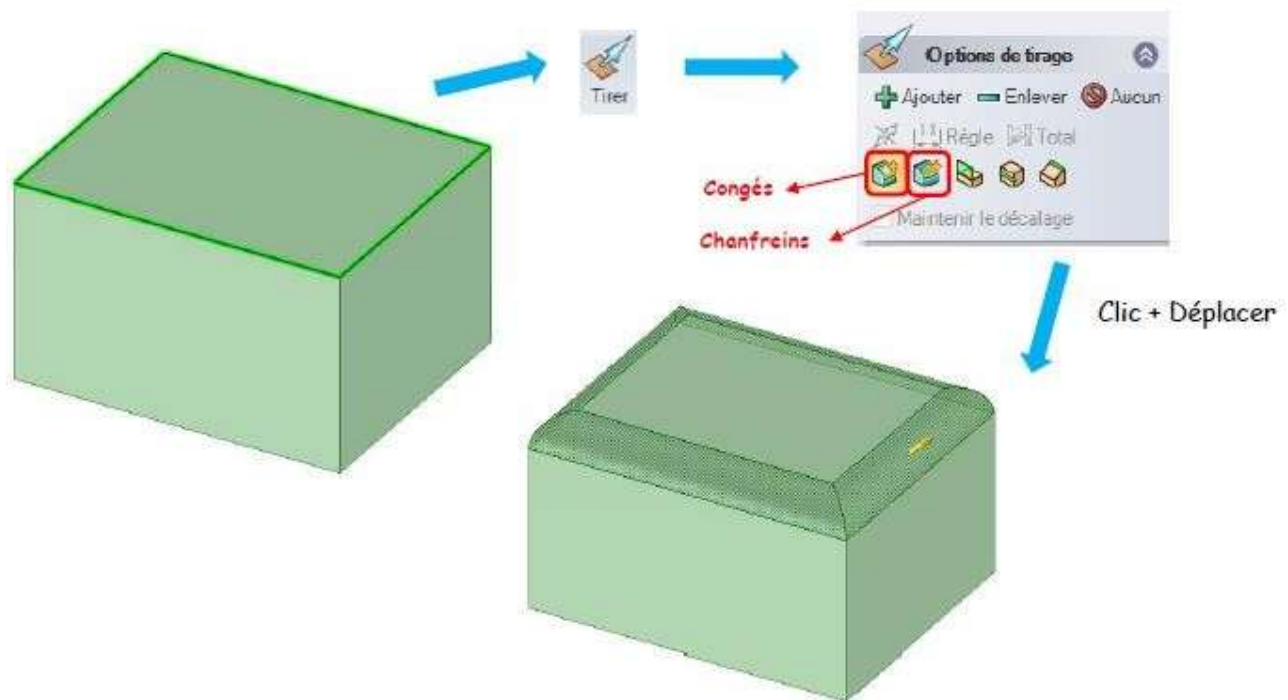 Tirer
Options de tirage
Ajouter Enlever Aucun
Règle Total
Congés
Maintenir le décalage
Chanfreins
Clic + Déplacer